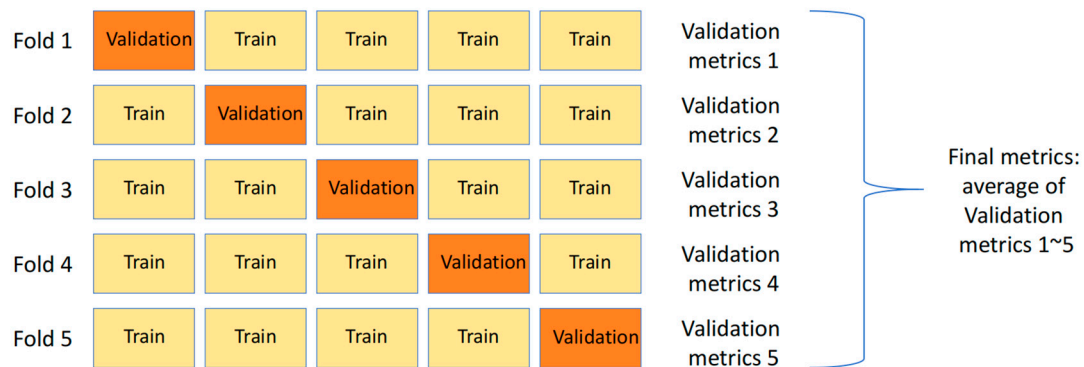 Fold 1 Validation Train Train Train Train Validation
metrics 1
Fold 2 Train Validation Train Train Train Validation
metrics 2
Fold 3 Train Train Validation Train Train Validation
metrics 3
Fold 4 Train Train Train Validation Train Validation
metrics 4
Fold 5 Train Train Train Train Validation Validation
metrics 5
Final metrics:
average of
Validation
metrics 1~5